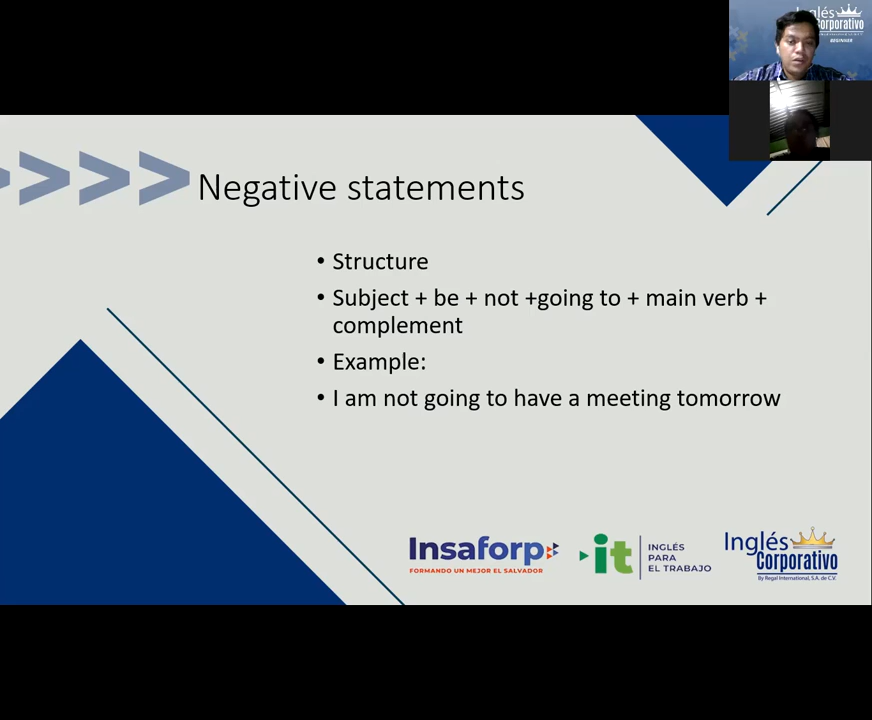 Inglés
Corporativo
BEGINNER
Negative statements
• Structure
• Subject + be + not +going to + main verb +
complement
• Example:
• I am not going to have a meeting tomorrow
Insaforp
FORMANDO UN MEJOR EL SALVADOR
it
INGLÉS
PARA
EL TRABAJO
Inglés
Corporativo
By Regal International, S.A. de C.V.